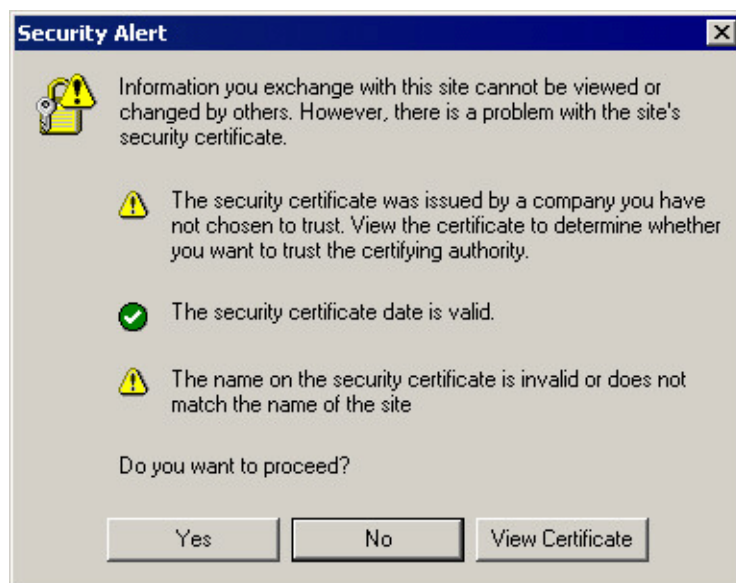 Security Alert
Information you exchange with this site cannot be viewed or
changed by others. However, there is a problem with the site's
security certificate.
The security certificate was issued by a company you have
not chosen to trust. View the certificate to determine whether
you want to trust the certifying authority.
The security certificate date is valid.
The name on the security certificate is invalid or does not
match the name of the site
Do you want to proceed?
Yes
No
View Certificate